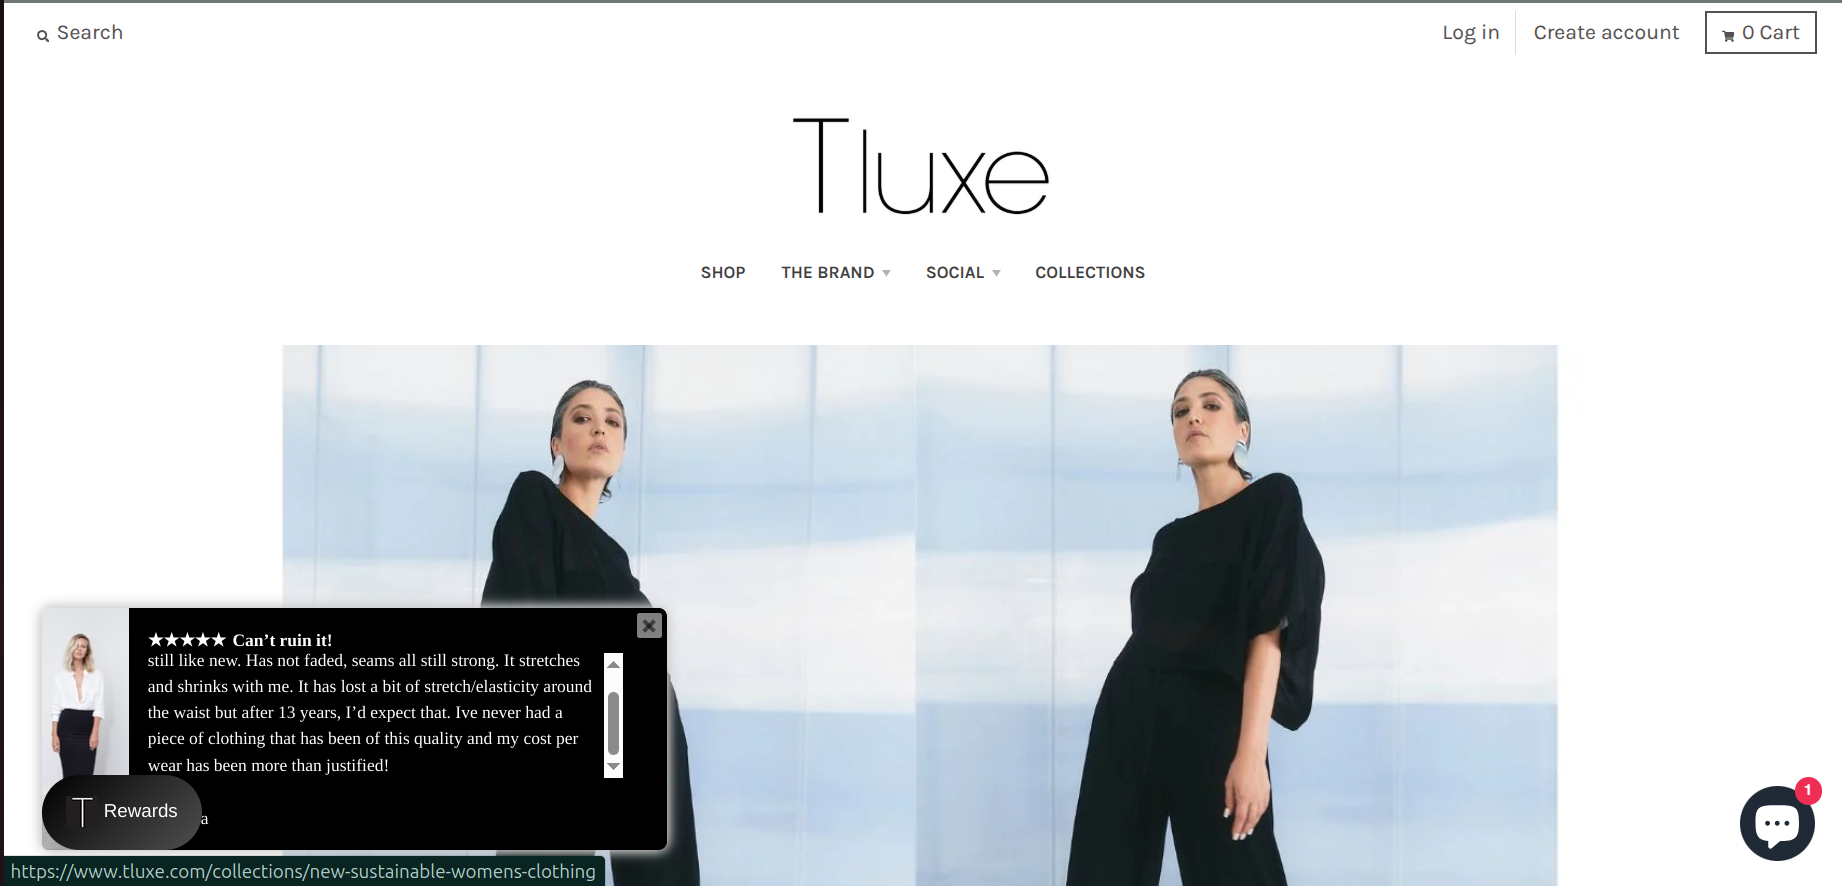 Search
Log in
Create account
0 Cart
Tluxe
SHOP
THE BRAND
SOCIAL
COLLECTIONS
★★★★★ Can’t ruin it!
still like new. Has not faded, seams all still strong. It stretches
and shrinks with me. It has lost a bit of stretch/elasticity around
the waist but after 13 years, I’d expect that. Ive never had a
piece of clothing that has been of this quality and my cost per
wear has been more than justified!
T Rewards
a
1
https://www.tluxe.com/collections/new-sustainable-womens-clothing